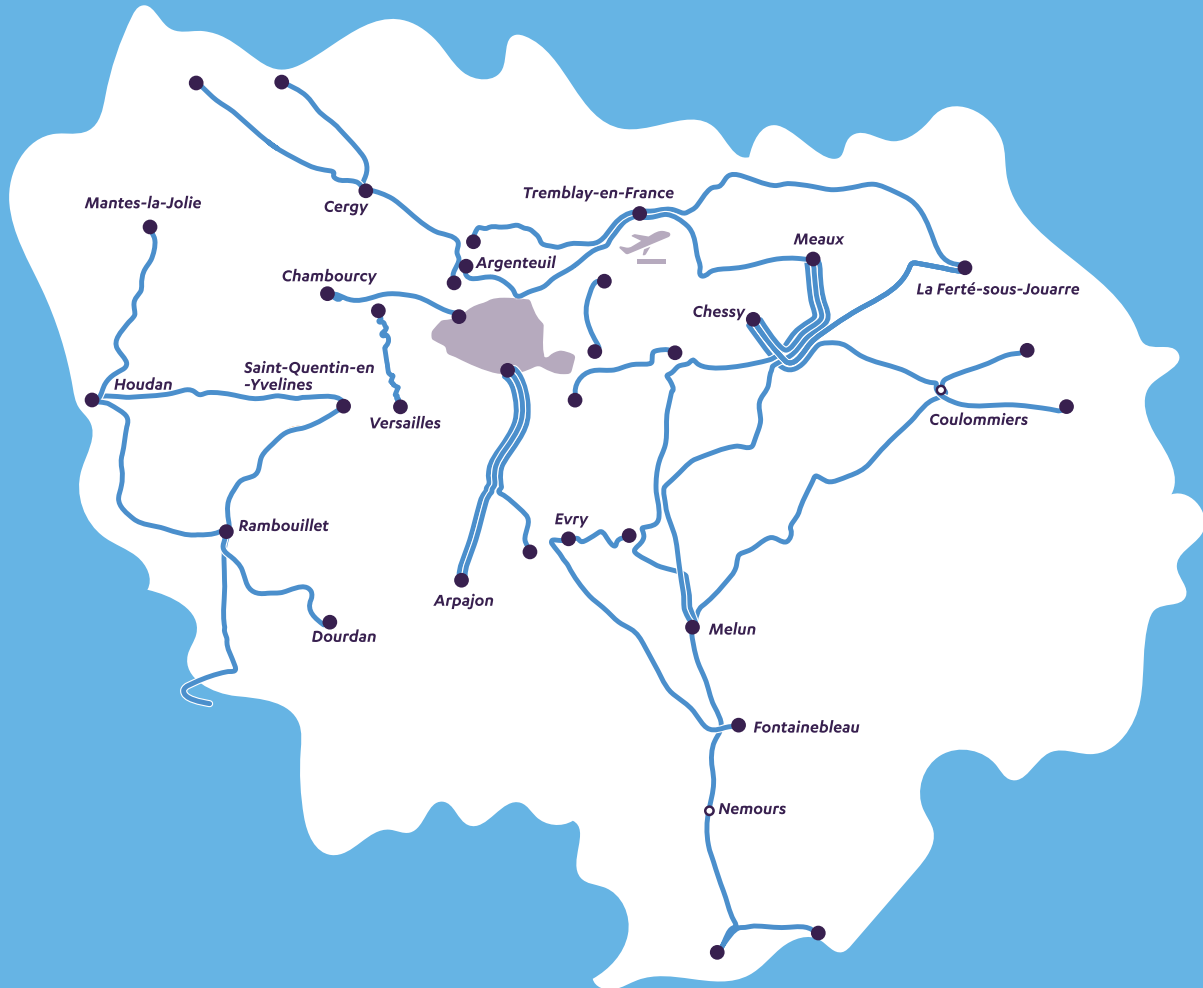 Tremblay-en-France
Mantes-la-Jolie
Cergy
Meaux
Argenteuil
Chambourcy
La Ferté-sous-Jouarre
Chessy
Saint-Quentin-en
-Yvelines
Houdan
Versailles
Coulommiers
Evry
Rambouillet
Arpajon
Melun
Dourdan
Fontainebleau
Nemours